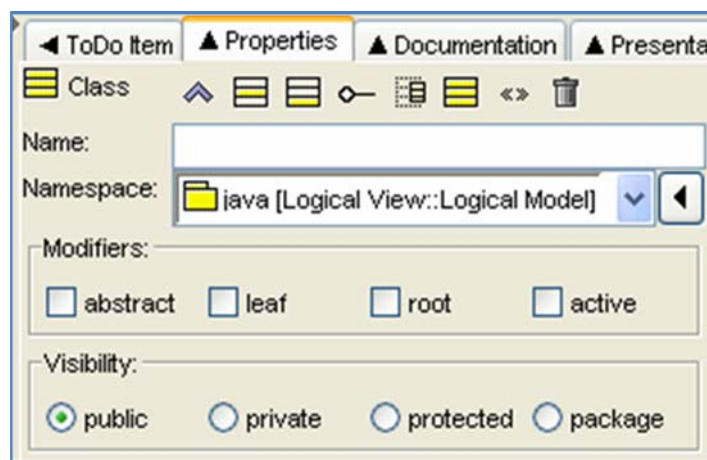 ToDo Item Properties Documentation Presenta
Class
Name:
Namespace: java [Logical View::Logical Model]
Modifiers:
abstract leaf root active
Visibility:
public private protected package